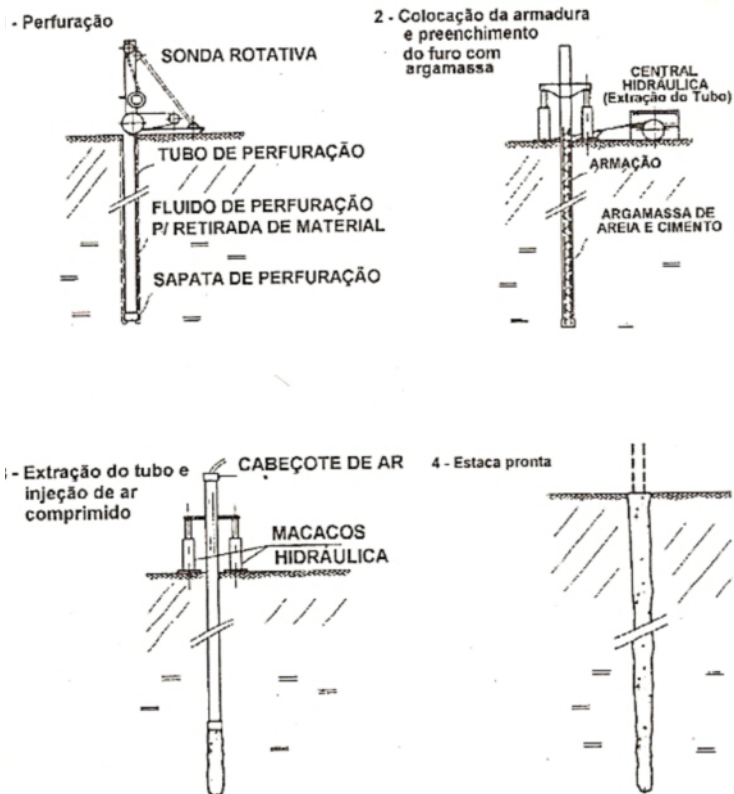 - Perfuração
SONDA ROTATIVA
TUBO DE PERFURAÇÃO
FLUIDO DE PERFURAÇÃO
P/ RETIRADA DE MATERIAL
SAPATA DE PERFURAÇÃO
2 - Colocação da armadura
e preenchimento
do furo com
argamassa
CENTRAL
HIDRÁULICA
(Extração do Tubo)
ARMAÇÃO
ARGAMASSA DE
AREIA E CIMENTO
- Extração do tubo e
injeção de ar
comprimido
CABEÇOTE DE AR
MACACOS
HIDRÁULICA
4 - Estaca pronta